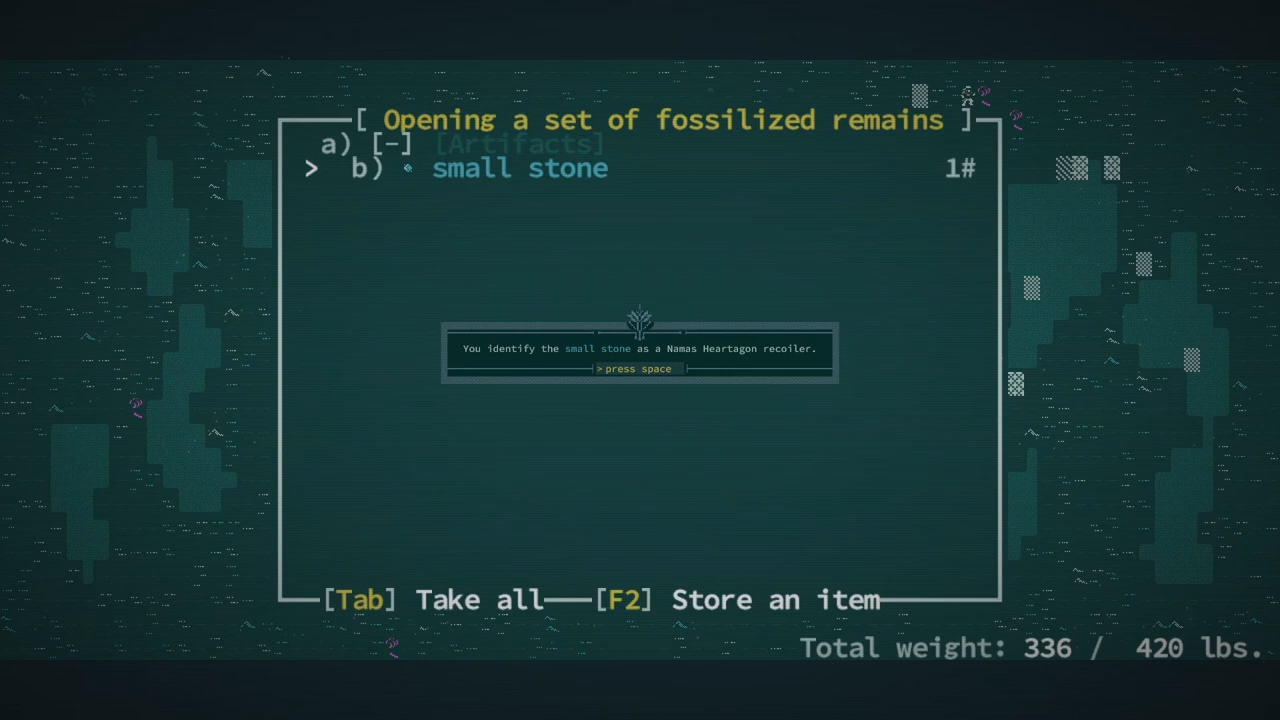 [ Opening a set of fossilized remains ]
a) [-] [Artifacts]
> b) small stone 1#
You identify the small stone as a Namas Heartagon recoiler.
> press space
[Tab] Take all [F2] Store an item
Total weight: 336 / 420 lbs.